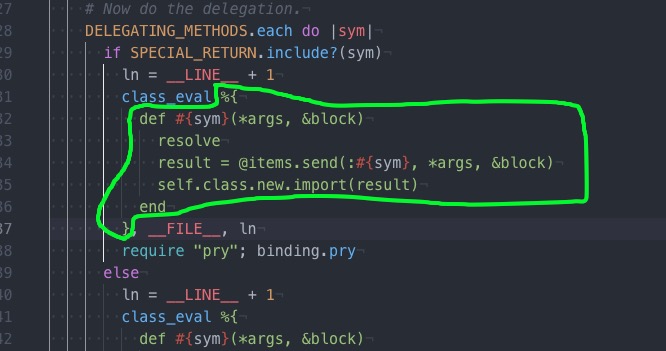 27 # Now do the delegation.
28 DELEGATING_METHODS.each do |sym|
29 if SPECIAL_RETURN.include?(sym)
30 ln = __LINE__ + 1
31 class_eval %{
32 def #{sym}(*args, &block)
33 resolve
34 result = @items.send(:#{sym}, *args, &block)
35 self.class.new.import(result)
36 end
37 }, __FILE__, ln
38 require "pry"; binding.pry
39 else
40 ln = __LINE__ + 1
41 class_eval %{
42 def #{sym}(*args, &block)